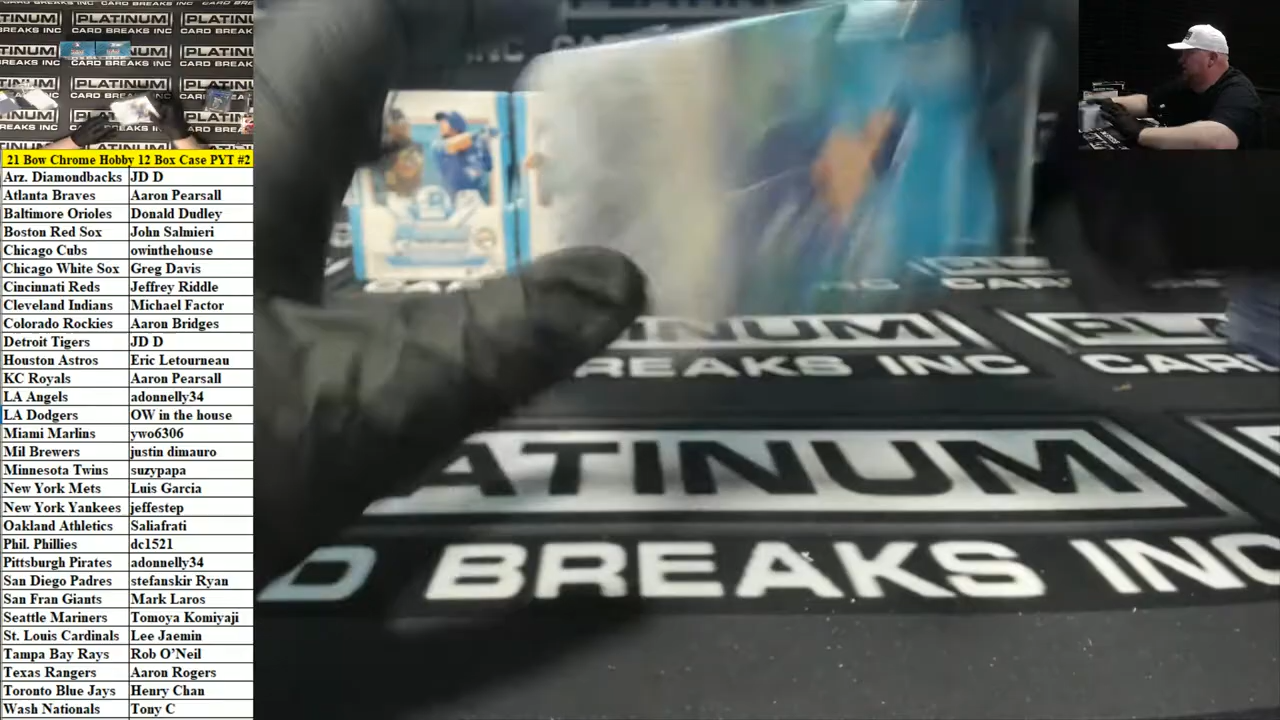 21 Bow Chrome Hobby 12 Box Case PYT #2
Arz. Diamondbacks JD D
Atlanta Braves Aaron Pearsall
Baltimore Orioles Donald Dudley
Boston Red Sox John Salmieri
Chicago Cubs owinthehouse
Chicago White Sox Greg Davis
Cincinnati Reds Jeffrey Riddle
Cleveland Indians Michael Factor
Colorado Rockies Aaron Bridges
Detroit Tigers JD D
Houston Astros Eric Letourneau
KC Royals Aaron Pearsall
LA Angels adonnelly34
LA Dodgers OW in the house
Miami Marlins ywo6306
Mil Brewers justin dimauro
Minnesota Twins suzypapa
New York Mets Luis Garcia
New York Yankees jeffestep
Oakland Athletics Saliafrati
Phil. Phillies dc1521
Pittsburgh Pirates adonnelly34
San Diego Padres stefanskir Ryan
San Fran Giants Mark Laros
Seattle Mariners Tomoya Komiyaji
St. Louis Cardinals Lee Jaemin
Tampa Bay Rays Rob O'Neil
Texas Rangers Aaron Rogers
Toronto Blue Jays Henry Chan
Wash Nationals Tony C
PLATINUM
CARD BREAKS INC
INUM PLA
REAKS INC CARD
ATINUM
D BREAKS INC